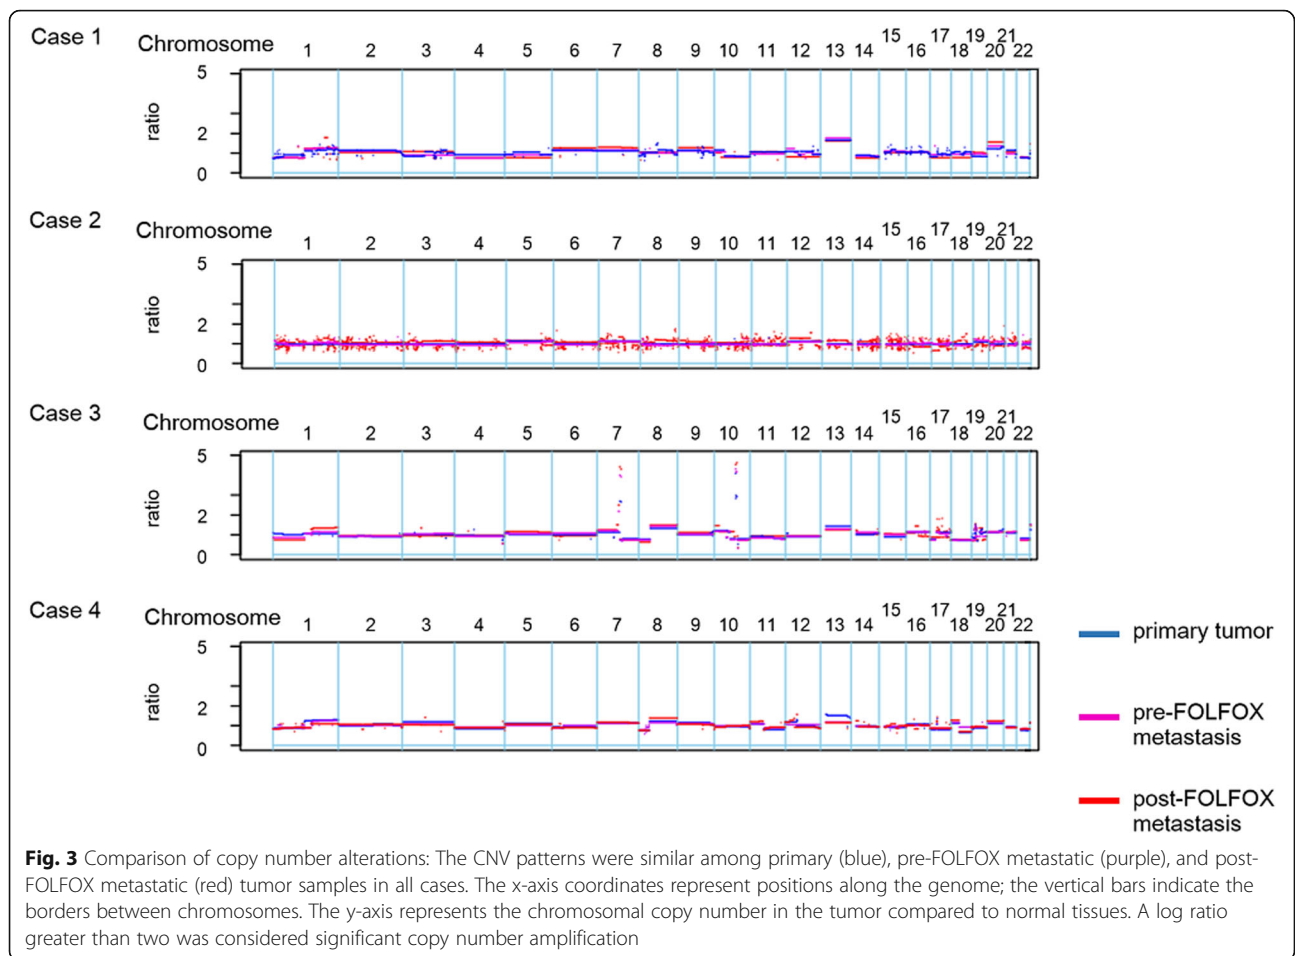 Case 1
Chromosome 1 2 3 4 5 6 7 8 9 10 11 12 13 14 15 16 17 18 19 20 21 22
5
ratio
2
0
Case 2
Chromosome 1 2 3 4 5 6 7 8 9 10 11 12 13 14 15 16 17 18 19 20 21 22
5
ratio
2
0
Case 3
Chromosome 1 2 3 4 5 6 7 8 9 10 11 12 13 14 15 16 17 18 19 20 21 22
5
ratio
2
0
Case 4
Chromosome 1 2 3 4 5 6 7 8 9 10 11 12 13 14 15 16 17 18 19 20 21 22
5
ratio
2
0
primary tumor
pre-FOLFOX
metastasis
post-FOLFOX
metastasis
Fig. 3 Comparison of copy number alterations: The CNV patterns were similar among primary (blue), pre-FOLFOX metastatic (purple), and post-
FOLFOX metastatic (red) tumor samples in all cases. The x-axis coordinates represent positions along the genome; the vertical bars indicate the
borders between chromosomes. The y-axis represents the chromosomal copy number in the tumor compared to normal tissues. A log ratio
greater than two was considered significant copy number amplification